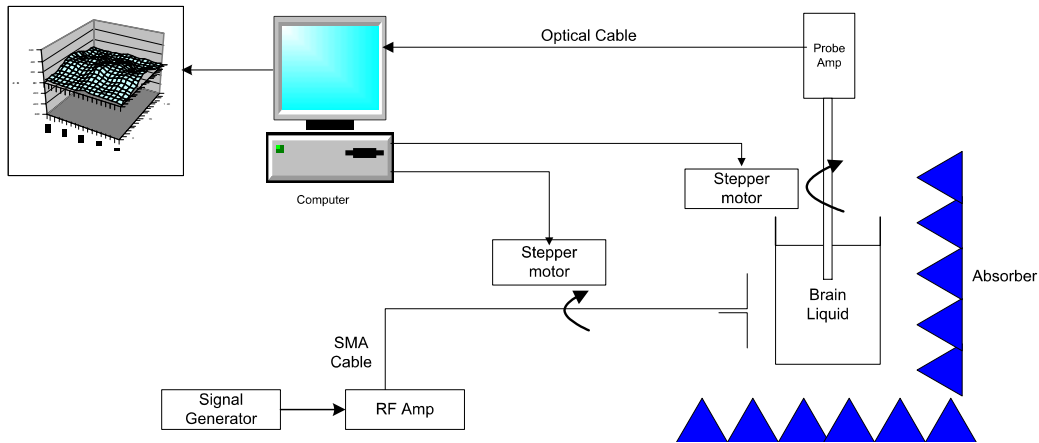 Optical Cable
Probe
Amp
Computer
Stepper
motor
Stepper
motor
Absorber
Brain
Liquid
SMA
Cable
Signal
Generator
RF Amp